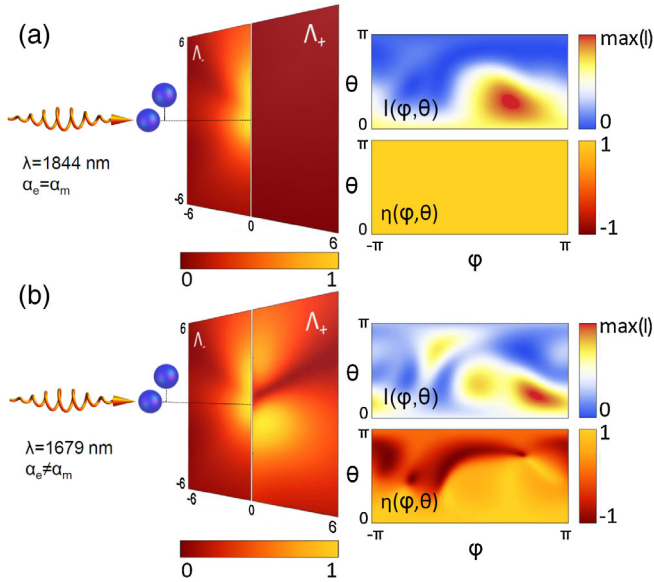 (a)
6
Λ-
Λ+
λ=1844 nm
αe=αm
-6
-6
0
6
0
1
π
θ
0
I(φ,θ)
max(I)
0
π
θ
0
η(φ,θ)
1
-1
-π
φ
π
(b)
6
Λ-
Λ+
λ=1679 nm
αe≠αm
-6
-6
0
6
0
1
π
θ
0
I(φ,θ)
max(I)
0
π
θ
0
η(φ,θ)
1
-1
-π
φ
π